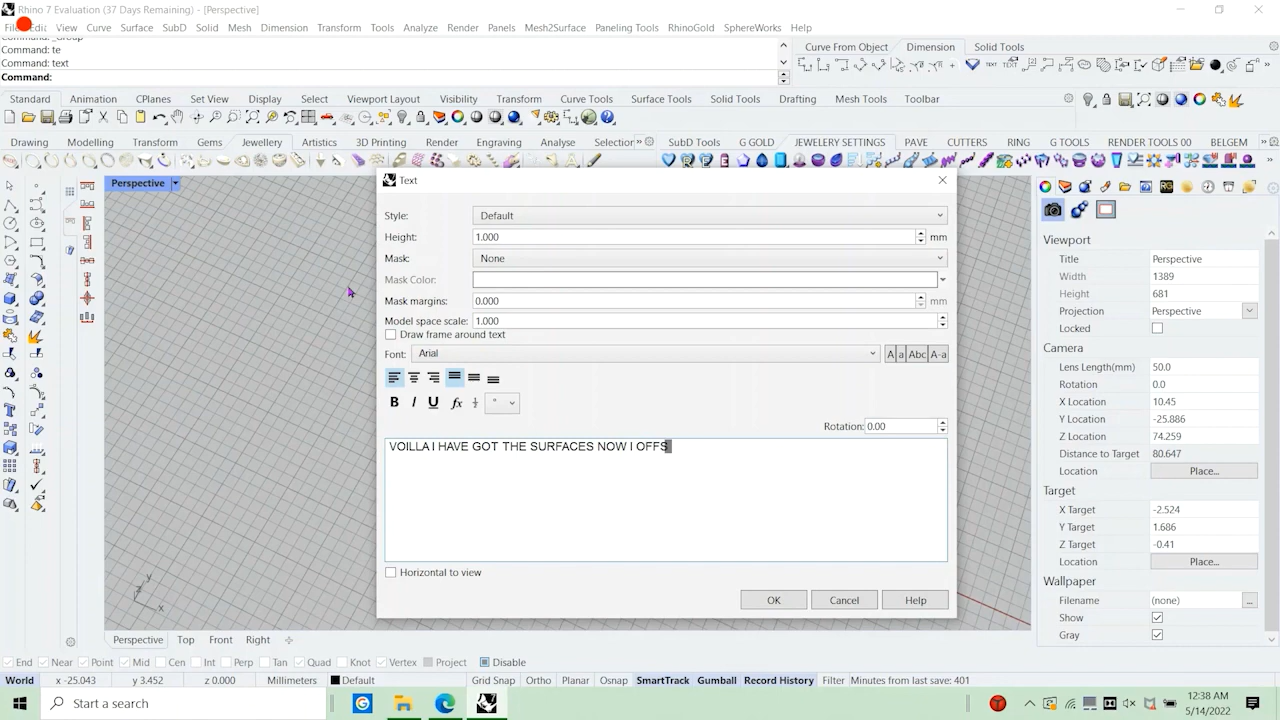 Rhino 7 Evaluation (37 Days Remaining) - [Perspective]
File Edit View Curve Surface SubD Solid Mesh Dimension Transform Tools Analyze Render Panels Mesh2Surface Paneling Tools RhinoGold SphereWorks Help
Command: _Group
Command: te
Command: text
Command:
Curve From Object Dimension Solid Tools
Standard Animation CPlanes Set View Display Select Viewport Layout Visibility Transform Curve Tools Surface Tools Solid Tools Drafting Mesh Tools Toolbar
Drawing Modelling Transform Gems Jewellery Artistics 3D Printing Render Engraving Analyse Selection SubD Tools G GOLD JEWELERY SETTINGS PAVE CUTTERS RING G TOOLS RENDER TOOLS 00 BELGEM
Perspective
Text
Style: Default
Height: 1.000 mm
Mask: None
Mask Color:
Mask margins: 0.000 mm
Model space scale: 1.000
Draw frame around text
Font: Arial
A a Abc A-a
B I U fx ½ °
Rotation: 0.00
VOILLA I HAVE GOT THE SURFACES NOW I OFFS
Horizontal to view
OK Cancel Help
Viewport
Title Perspective
Width 1389
Height 681
Projection Perspective
Locked
Camera
Lens Length(mm) 50.0
Rotation 0.0
X Location 10.45
Y Location -25.886
Z Location 74.259
Distance to Target 80.647
Location Place...
Target
X Target -2.524
Y Target 1.686
Z Target -0.41
Location Place...
Wallpaper
Filename (none) ...
Show
Gray
y
z
x
Perspective Top Front Right
End Near Point Mid Cen Int Perp Tan Quad Knot Vertex Project Disable
World x -25.043 y 3.452 z 0.000 Millimeters Default Grid Snap Ortho Planar Osnap SmartTrack Gumball Record History Filter Minutes from last save: 401
Start a search
12:38 AM
5/14/2022